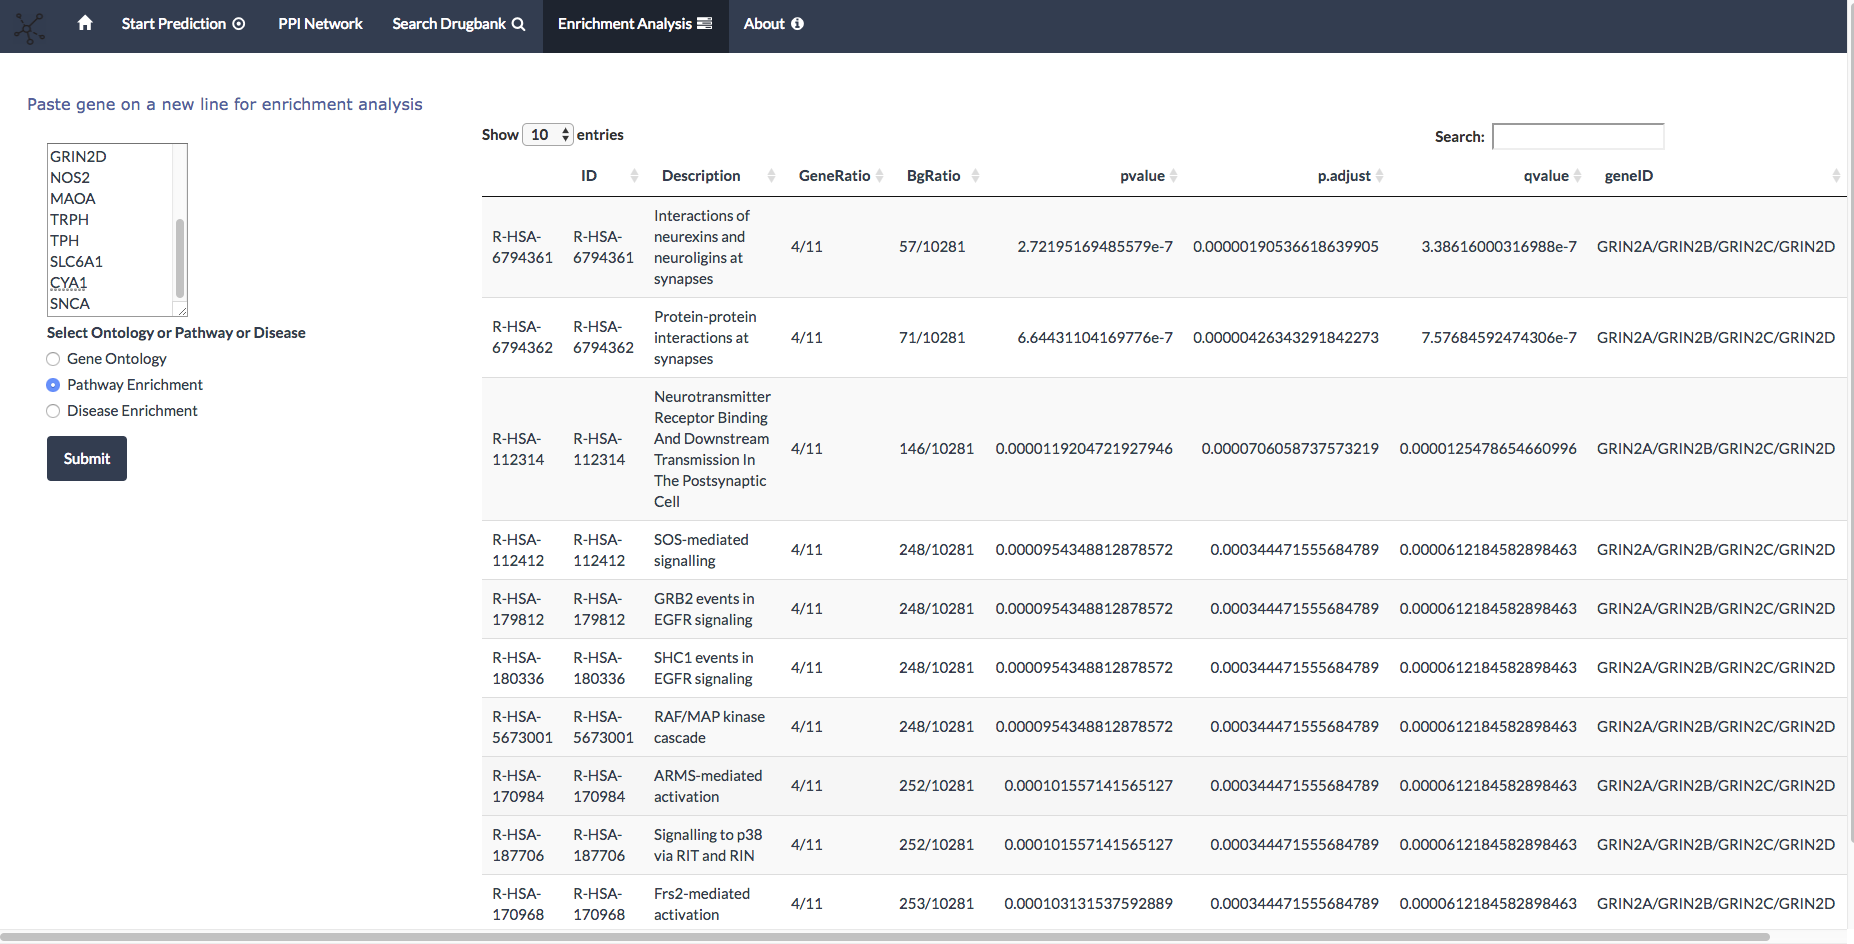 Start Prediction PPI Network Search Drugbank Enrichment Analysis About
Paste gene on a new line for enrichment analysis
GRIN2D
NOS2
MAOA
TRPH
TPH
SLC6A1
CYA1
SNCA
Select Ontology or Pathway or Disease
Gene Ontology
Pathway Enrichment
Disease Enrichment
Submit
Show 10 entries
Search:
ID Description GeneRatio BgRatio pvalue p.adjust qvalue geneID
Interactions of
neurexins and
neuroligins at
synapses
R-HSA-
6794361
R-HSA-
6794361
4/11 57/10281 2.72195169485579e-7 0.00000190536618639905 3.38616000316988e-7 GRIN2A/GRIN2B/GRIN2C/GRIN2D
Protein-protein
interactions at
synapses
R-HSA-
6794362
R-HSA-
6794362
4/11 71/10281 6.64431104169776e-7 0.00000426343291842273 7.57684592474306e-7 GRIN2A/GRIN2B/GRIN2C/GRIN2D
Neurotransmitter
Receptor Binding
And Downstream
Transmission In
The Postsynaptic
Cell
R-HSA-
112314
R-HSA-
112314
4/11 146/10281 0.0000119204721927946 0.0000706058737573219 0.0000125478654660996 GRIN2A/GRIN2B/GRIN2C/GRIN2D
R-HSA-
112412
R-HSA-
112412
SOS-mediated
signalling
4/11 248/10281 0.0000954348812878572 0.000344471555684789 0.0000612184582898463 GRIN2A/GRIN2B/GRIN2C/GRIN2D
R-HSA-
179812
R-HSA-
179812
GRB2 events in
EGFR signaling
4/11 248/10281 0.0000954348812878572 0.000344471555684789 0.0000612184582898463 GRIN2A/GRIN2B/GRIN2C/GRIN2D
R-HSA-
180336
R-HSA-
180336
SHC1 events in
EGFR signaling
4/11 248/10281 0.0000954348812878572 0.000344471555684789 0.0000612184582898463 GRIN2A/GRIN2B/GRIN2C/GRIN2D
R-HSA-
5673001
R-HSA-
5673001
RAF/MAP kinase
cascade
4/11 248/10281 0.0000954348812878572 0.000344471555684789 0.0000612184582898463 GRIN2A/GRIN2B/GRIN2C/GRIN2D
R-HSA-
170984
R-HSA-
170984
ARMS-mediated
activation
4/11 252/10281 0.000101557141565127 0.000344471555684789 0.0000612184582898463 GRIN2A/GRIN2B/GRIN2C/GRIN2D
R-HSA-
187706
R-HSA-
187706
Signalling to p38
via RIT and RIN
4/11 252/10281 0.000101557141565127 0.000344471555684789 0.0000612184582898463 GRIN2A/GRIN2B/GRIN2C/GRIN2D
R-HSA-
170968
R-HSA-
170968
Frs2-mediated
activation
4/11 253/10281 0.000103131537592889 0.000344471555684789 0.0000612184582898463 GRIN2A/GRIN2B/GRIN2C/GRIN2D